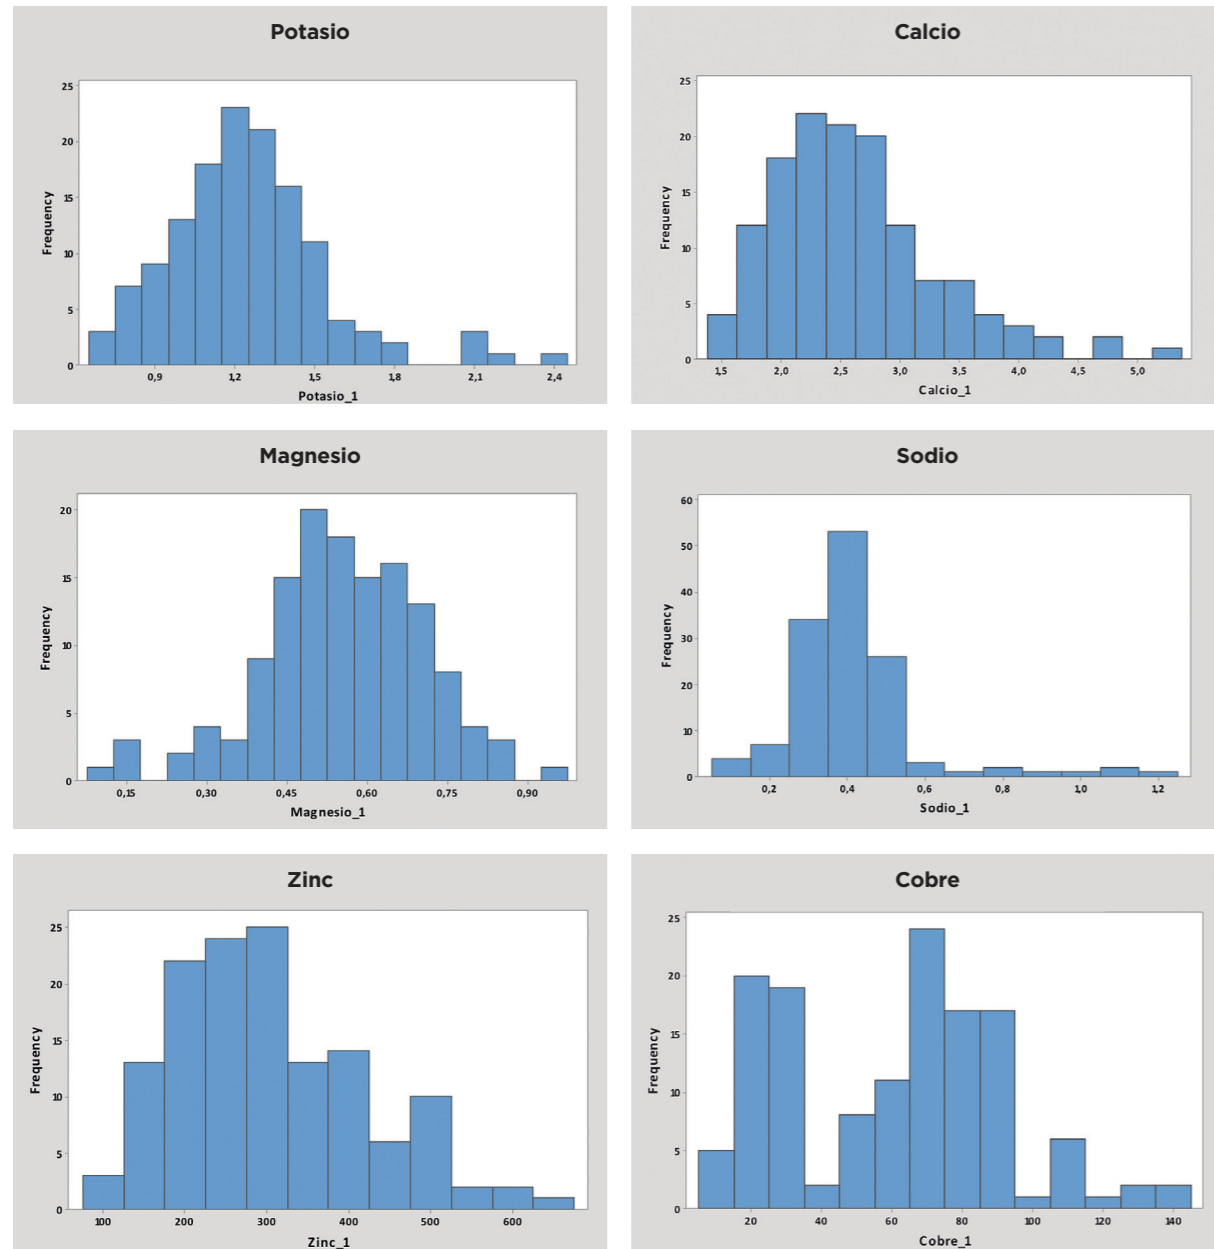 Potasio
25
20
15
10
5
0
Frequency
0,9 1,2 1,5 1,8 2,1 2,4
Potasio_1
Calcio
25
20
15
10
5
0
Frequency
1,5 2,0 2,5 3,0 3,5 4,0 4,5 5,0
Calcio_1
Magnesio
20
15
10
5
0
Frequency
0,15 0,30 0,45 0,60 0,75 0,90
Magnesio_1
Sodio
60
50
40
30
20
10
0
Frequency
0,2 0,4 0,6 0,8 1,0 1,2
Sodio_1
Zinc
25
20
15
10
5
0
Frequency
100 200 300 400 500 600
Zinc_1
Cobre
25
20
15
10
5
0
Frequency
20 40 60 80 100 120 140
Cobre_1